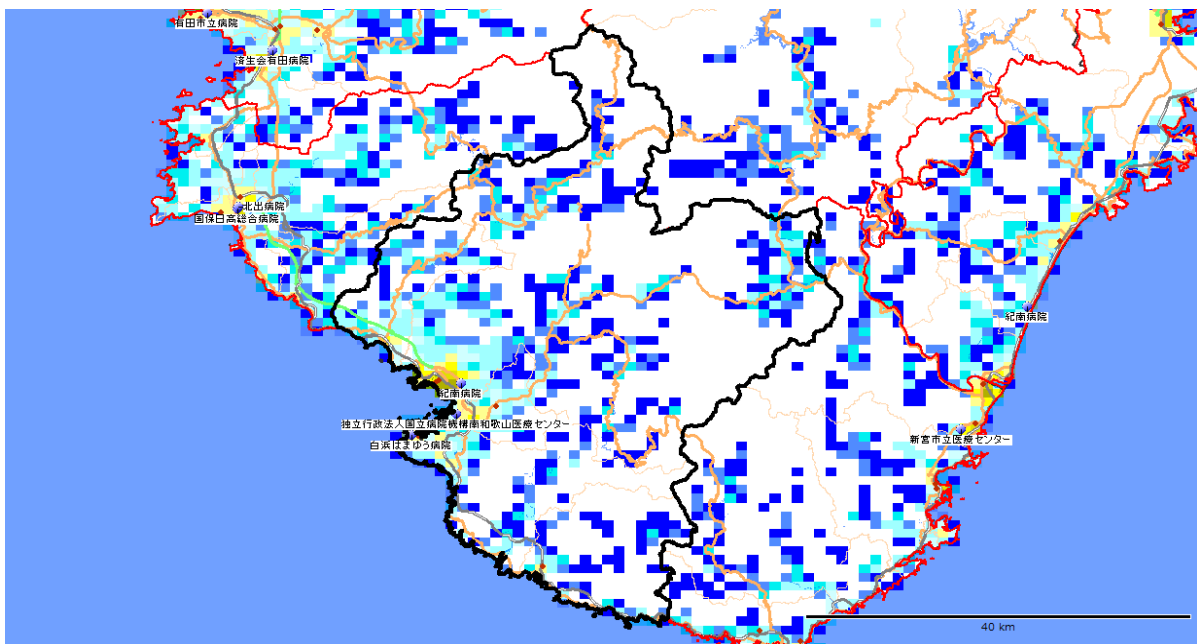 有田市立病院
済生会有田病院
北出病院
国保日高総合病院
紀南病院
紀南病院
独立行政法人国立病院機構南和歌山医療センター
白浜はまゆう病院
新宮市立医療センター
40 km